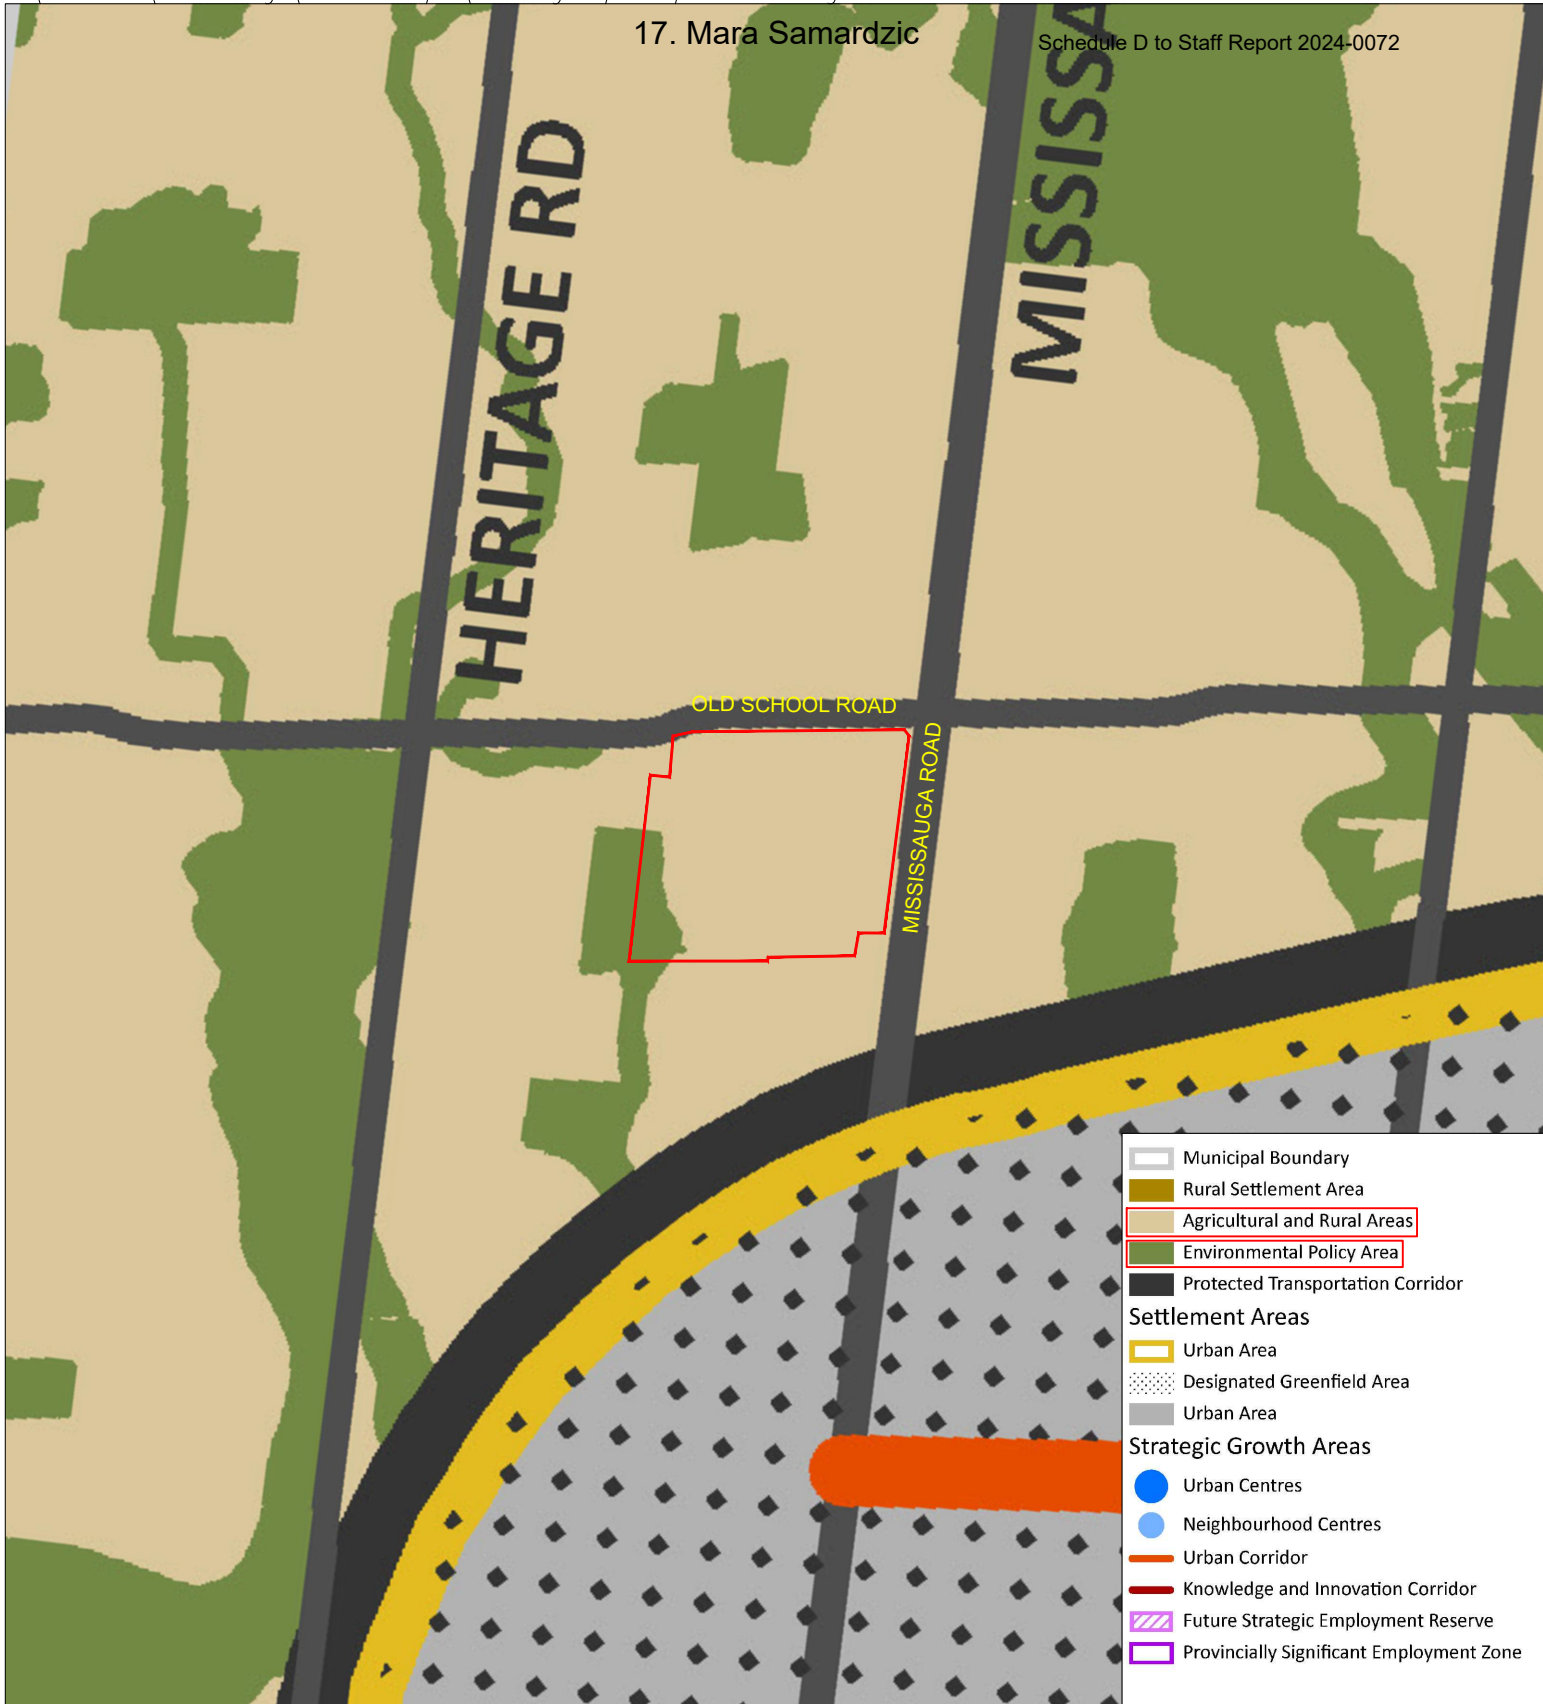 17. Mara Samardzic
Schedule D to Staff Report 2024-0072
HERITAGE RD
MISSISSA
OLD SCHOOL ROAD
MISSISSAUGA ROAD
Municipal Boundary
Rural Settlement Area
Agricultural and Rural Areas
Environmental Policy Area
Protected Transportation Corridor
Settlement Areas
Urban Area
Designated Greenfield Area
Urban Area
Strategic Growth Areas
Urban Centres
Neighbourhood Centres
Urban Corridor
Knowledge and Innovation Corridor
Future Strategic Employment Reserve
Provincially Significant Employment Zone